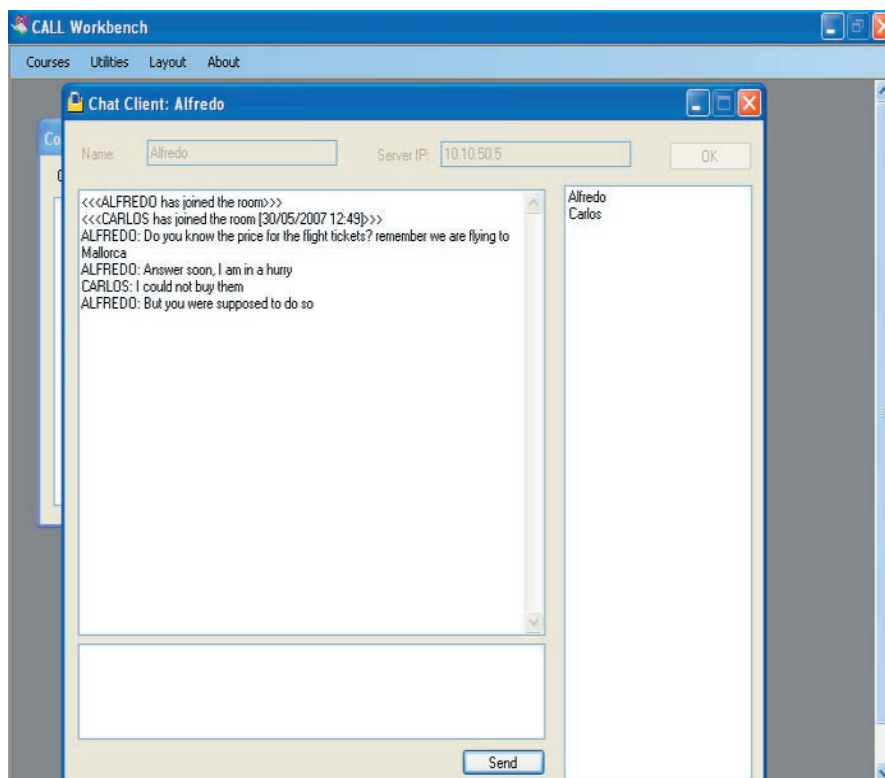 CALL Workbench
Courses Utilities Layout About
Chat Client: Alfredo
Co
Name: Alfredo Server IP: 10.10.50.5 OK
<<<ALFREDO has joined the room>>>
<<<CARLOS has joined the room [30/05/2007 12:49]>>>
ALFREDO: Do you know the price for the flight tickets? remember we are flying to
Mallorca
ALFREDO: Answer soon, I am in a hurry
CARLOS: I could not buy them
ALFREDO: But you were supposed to do so
Alfredo
Carlos
Send